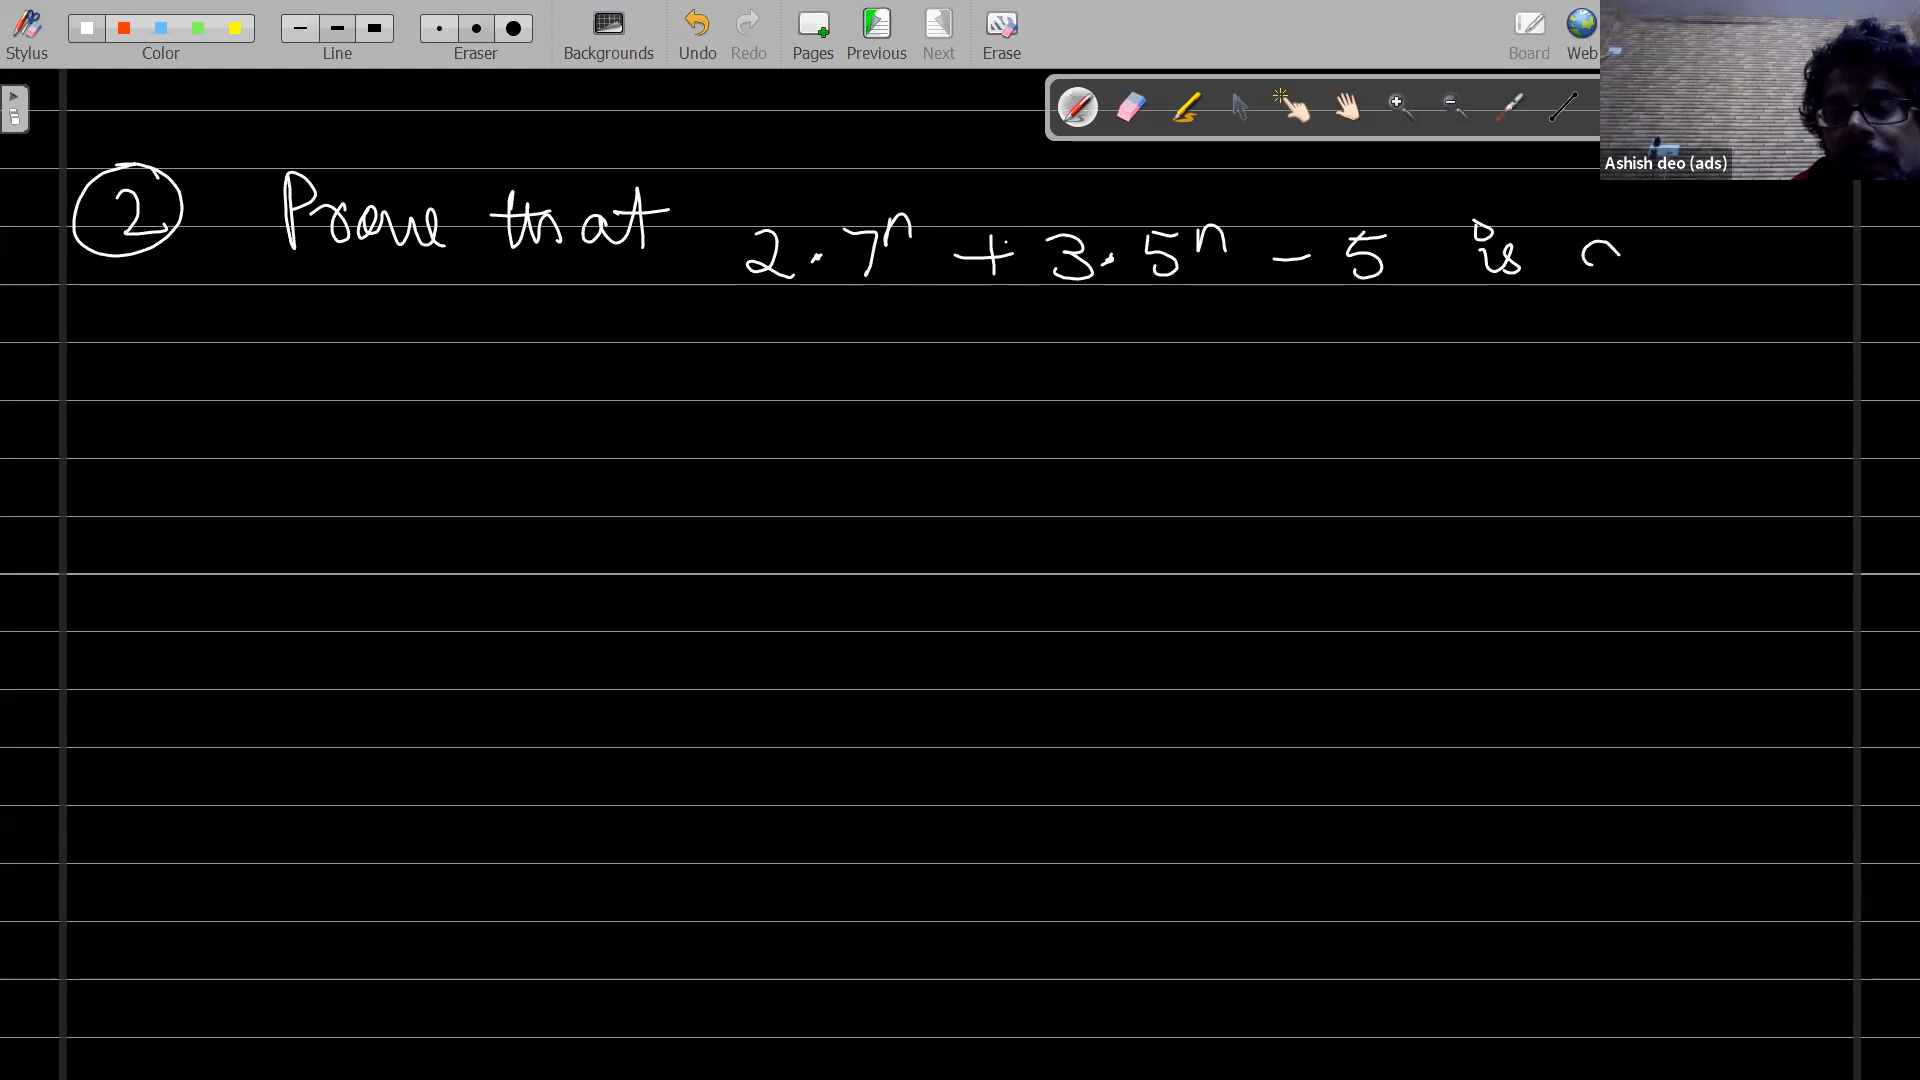 Stylus Color Line Eraser Backgrounds Undo Redo Pages Previous Next Erase Board Web
Ashish deo (ads)
② Prove that 2·7ⁿ + 3·5ⁿ - 5 is